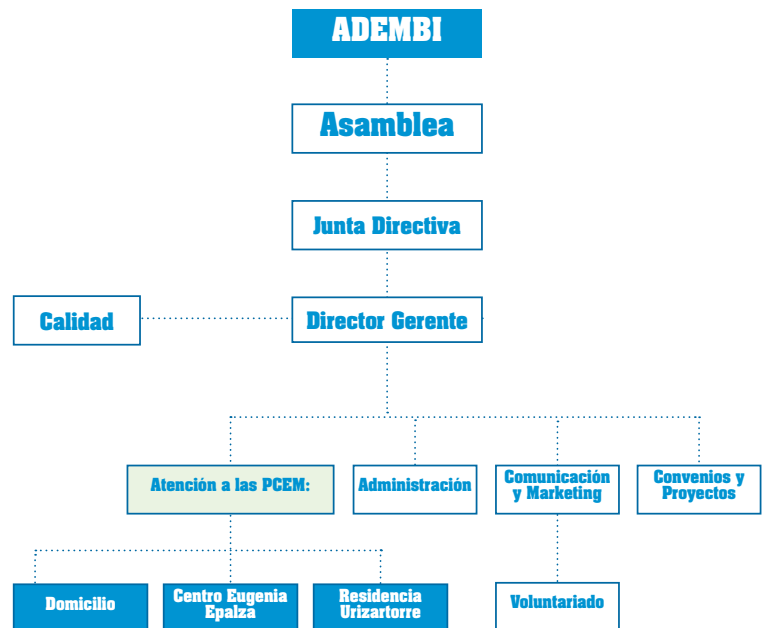 ADEMBI
Asamblea
Junta Directiva
Calidad
Director Gerente
Atención a las PCEM:
Administración
Comunicación
y Marketing
Convenios y
Proyectos
Domicilio
Centro Eugenia
Epalza
Residencia
Urizartorre
Voluntariado